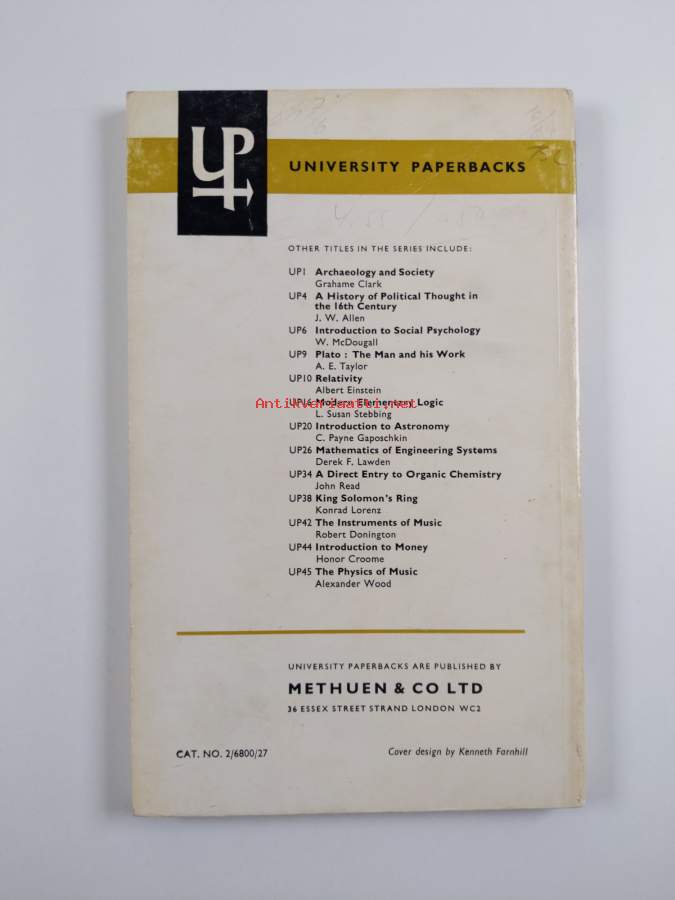 UP
UNIVERSITY PAPERBACKS
OTHER TITLES IN THE SERIES INCLUDE:
UP1 Archaeology and Society
Grahame Clark
UP4 A History of Political Thought in
the 16th Century
J. W. Allen
UP6 Introduction to Social Psychology
W. McDougall
UP9 Plato : The Man and his Work
A. E. Taylor
UP10 Relativity
Albert Einstein
UP16 Modern Elementary Logic
Antikvariaatti.net
L. Susan Stebbing
UP20 Introduction to Astronomy
C. Payne Gaposchkin
UP26 Mathematics of Engineering Systems
Derek F. Lawden
UP34 A Direct Entry to Organic Chemistry
John Read
UP38 King Solomon's Ring
Konrad Lorenz
UP42 The Instruments of Music
Robert Donington
UP44 Introduction to Money
Honor Croome
UP45 The Physics of Music
Alexander Wood
UNIVERSITY PAPERBACKS ARE PUBLISHED BY
METHUEN & CO LTD
36 ESSEX STREET STRAND LONDON WC2
CAT. NO. 2/6800/27
Cover design by Kenneth Farnhill